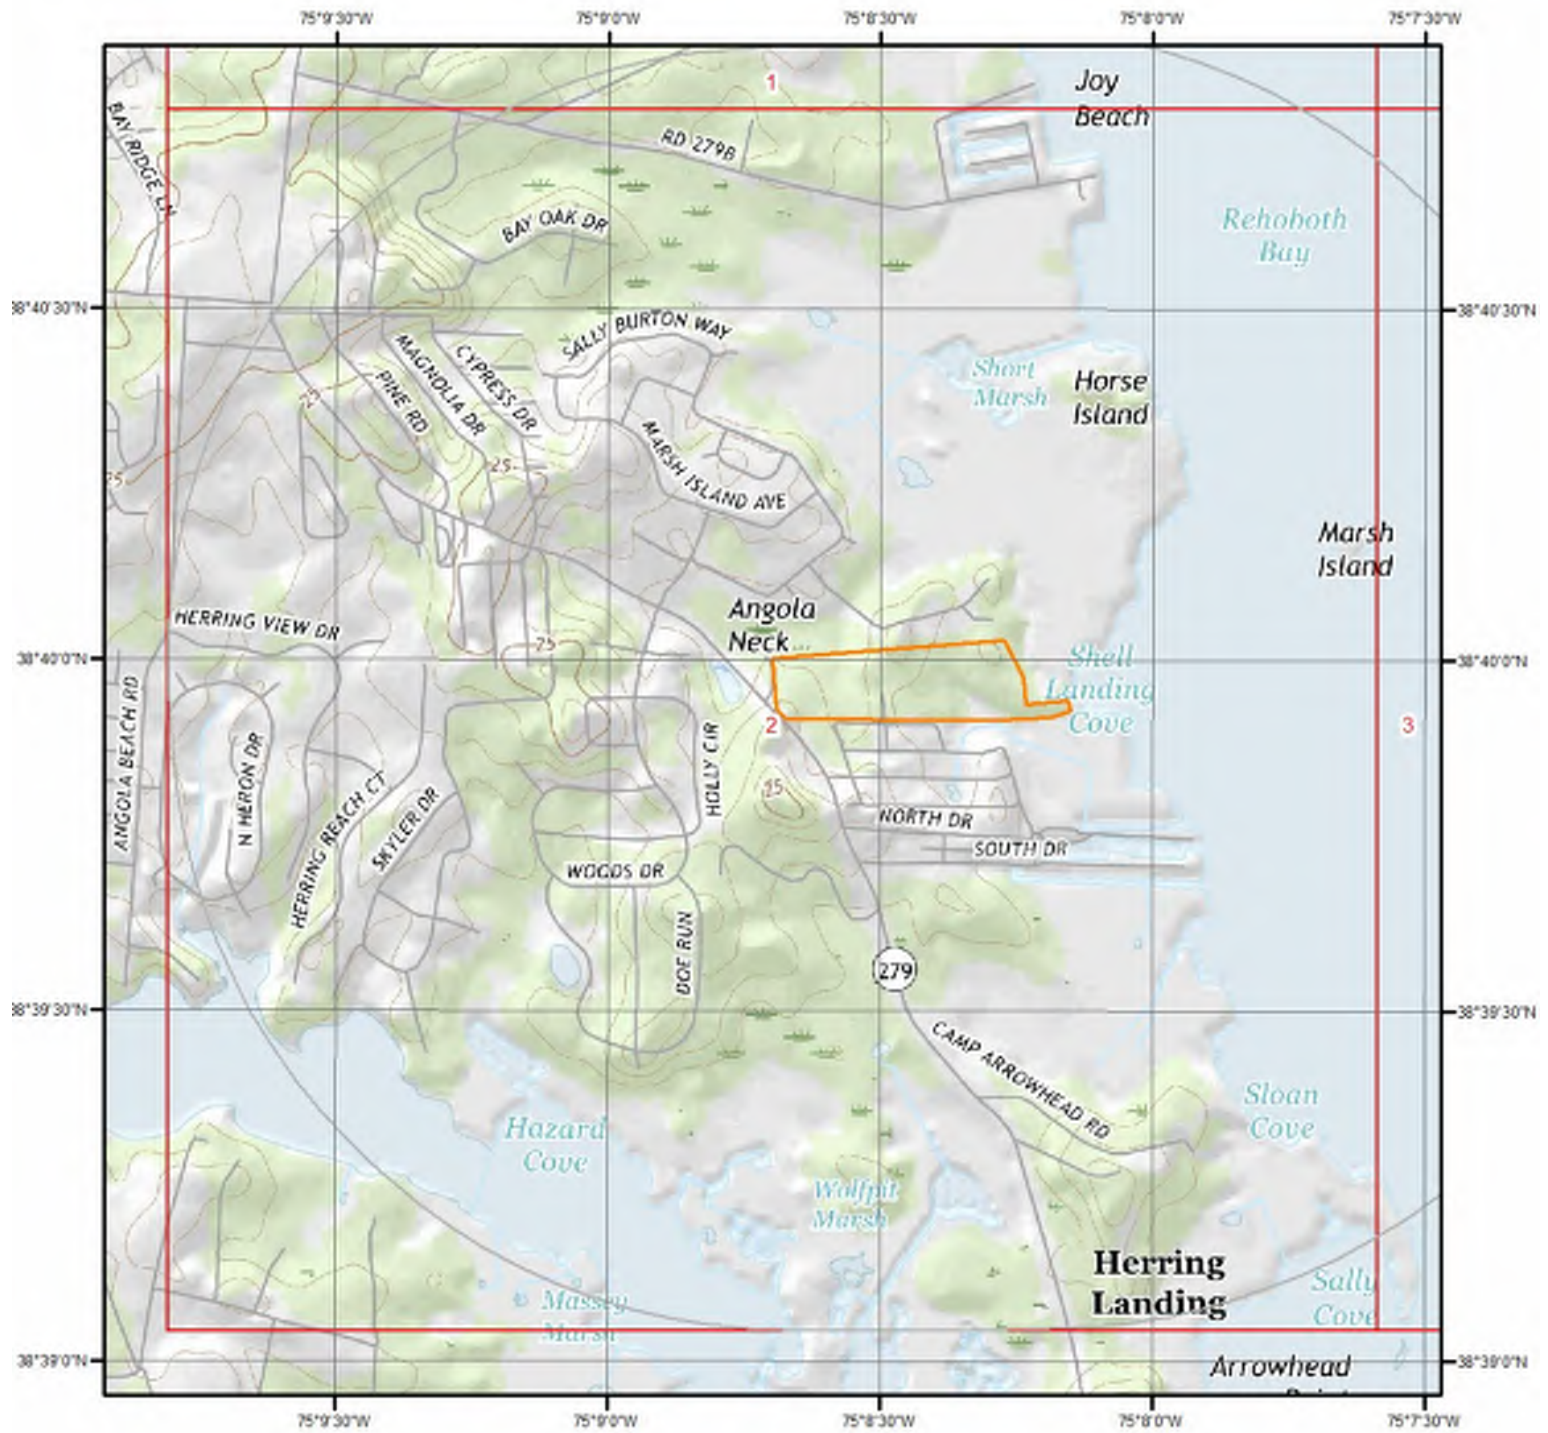 75°9'30"W 75°9'0"W 75°8'30"W 75°8'0"W 75°7'30"W
1
Joy
Beach
BAY RIDGE LN
RD 279B
Rehoboth
Bay
BAY OAK DR
38°40'30"N
38°40'30"N
SALLY BURTON WAY
MAGNOLIA DR
CYPRESS DR
PINE RD
Short
Marsh
Horse
Island
25
MARSH ISLAND AVE
25
25
Marsh
Island
Angola
Neck
HERRING VIEW DR
25
38°40'0"N
38°40'0"N
Shell
Landing
Cove
ANGOLA BEACH RD
N HERON DR
HERRING BEACH CT
SKYLER DR
HOLLY CIR
2
3
25
NORTH DR
SOUTH DR
WOODS DR
DOE RUN
279
38°39'30"N
38°39'30"N
CAMP ARROWHEAD RD
Hazard
Cove
Sloan
Cove
Wolfpit
Marsh
Herring
Landing
Massey
Marsh
Sally
Cove
38°39'0"N
38°39'0"N
Arrowhead
75°9'30"W 75°9'0"W 75°8'30"W 75°8'0"W 75°7'30"W